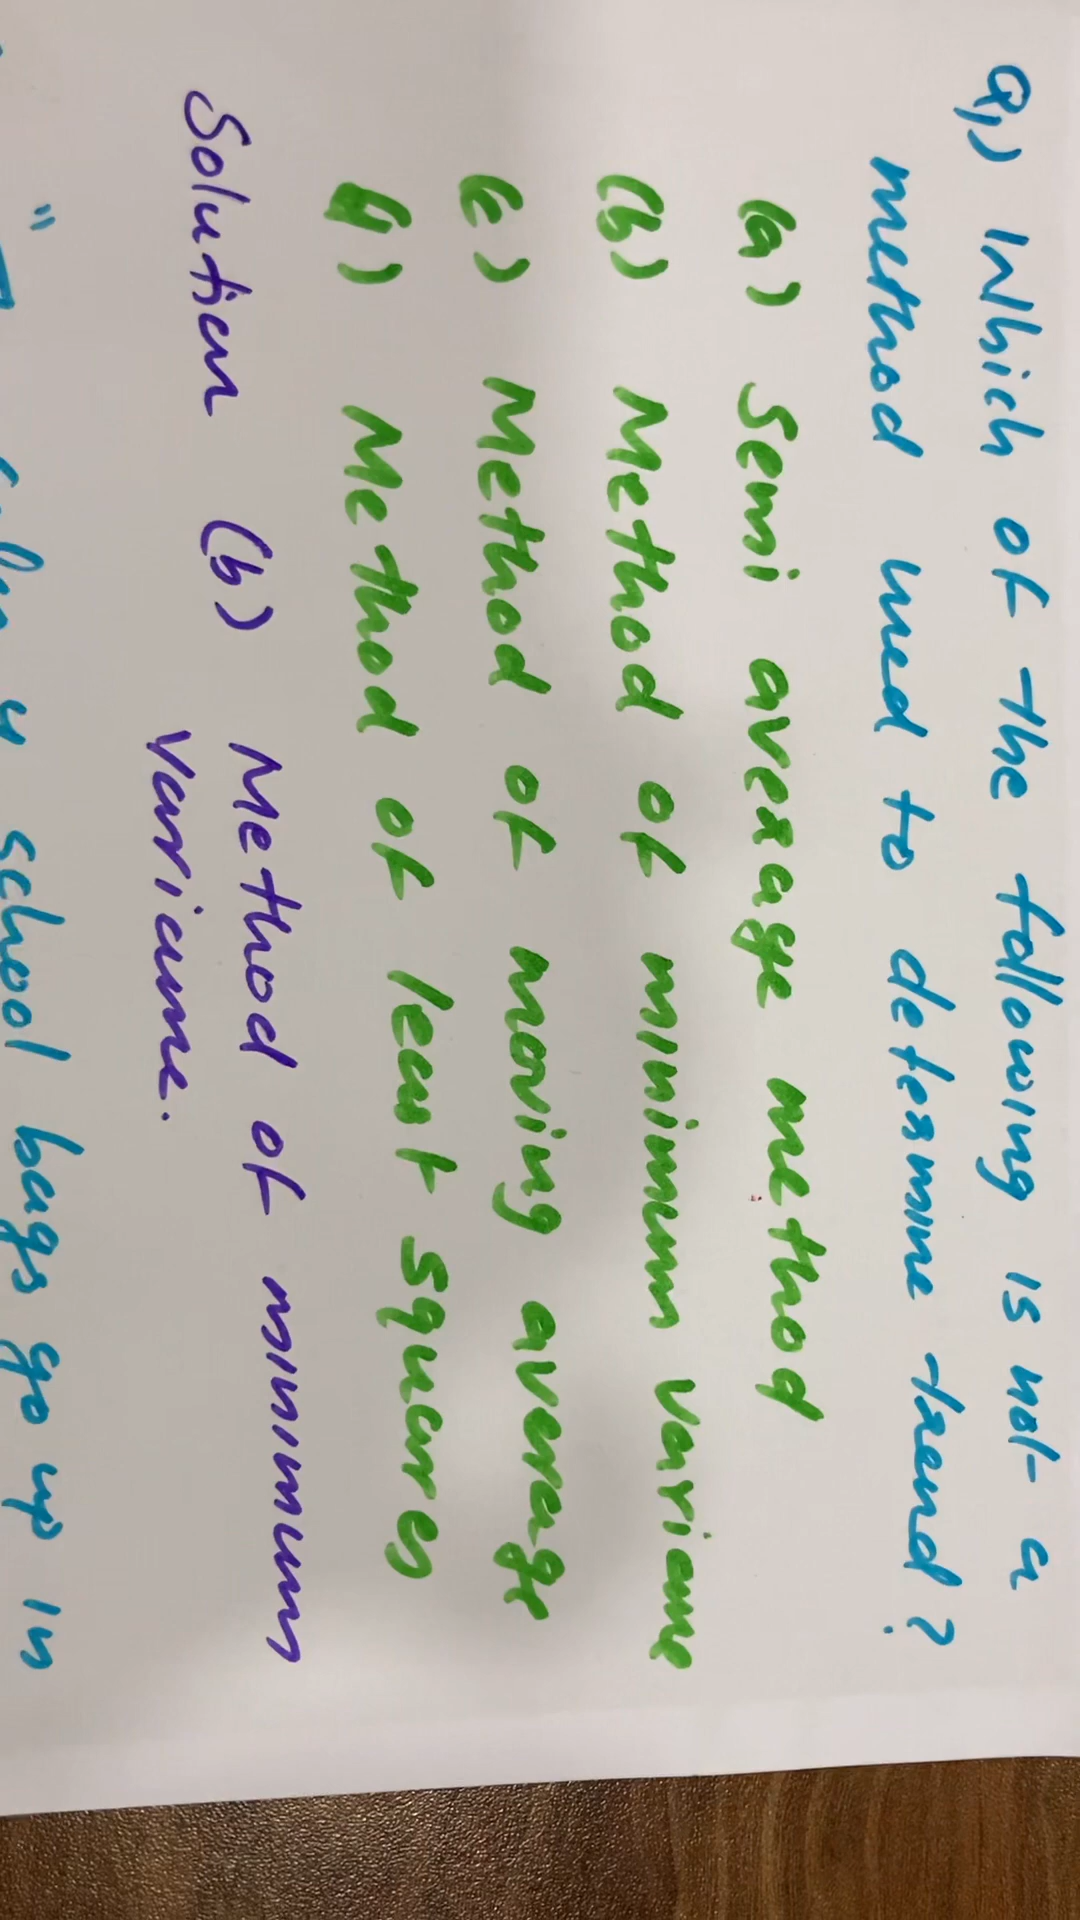 Q1) Which of the following is not a
method used to determine trend?
(a) Semi average method
(b) Method of minimum variance
(c) Method of moving average
() Method of least squares
Solution (b) Method of minimum
variance.
school bags go up in